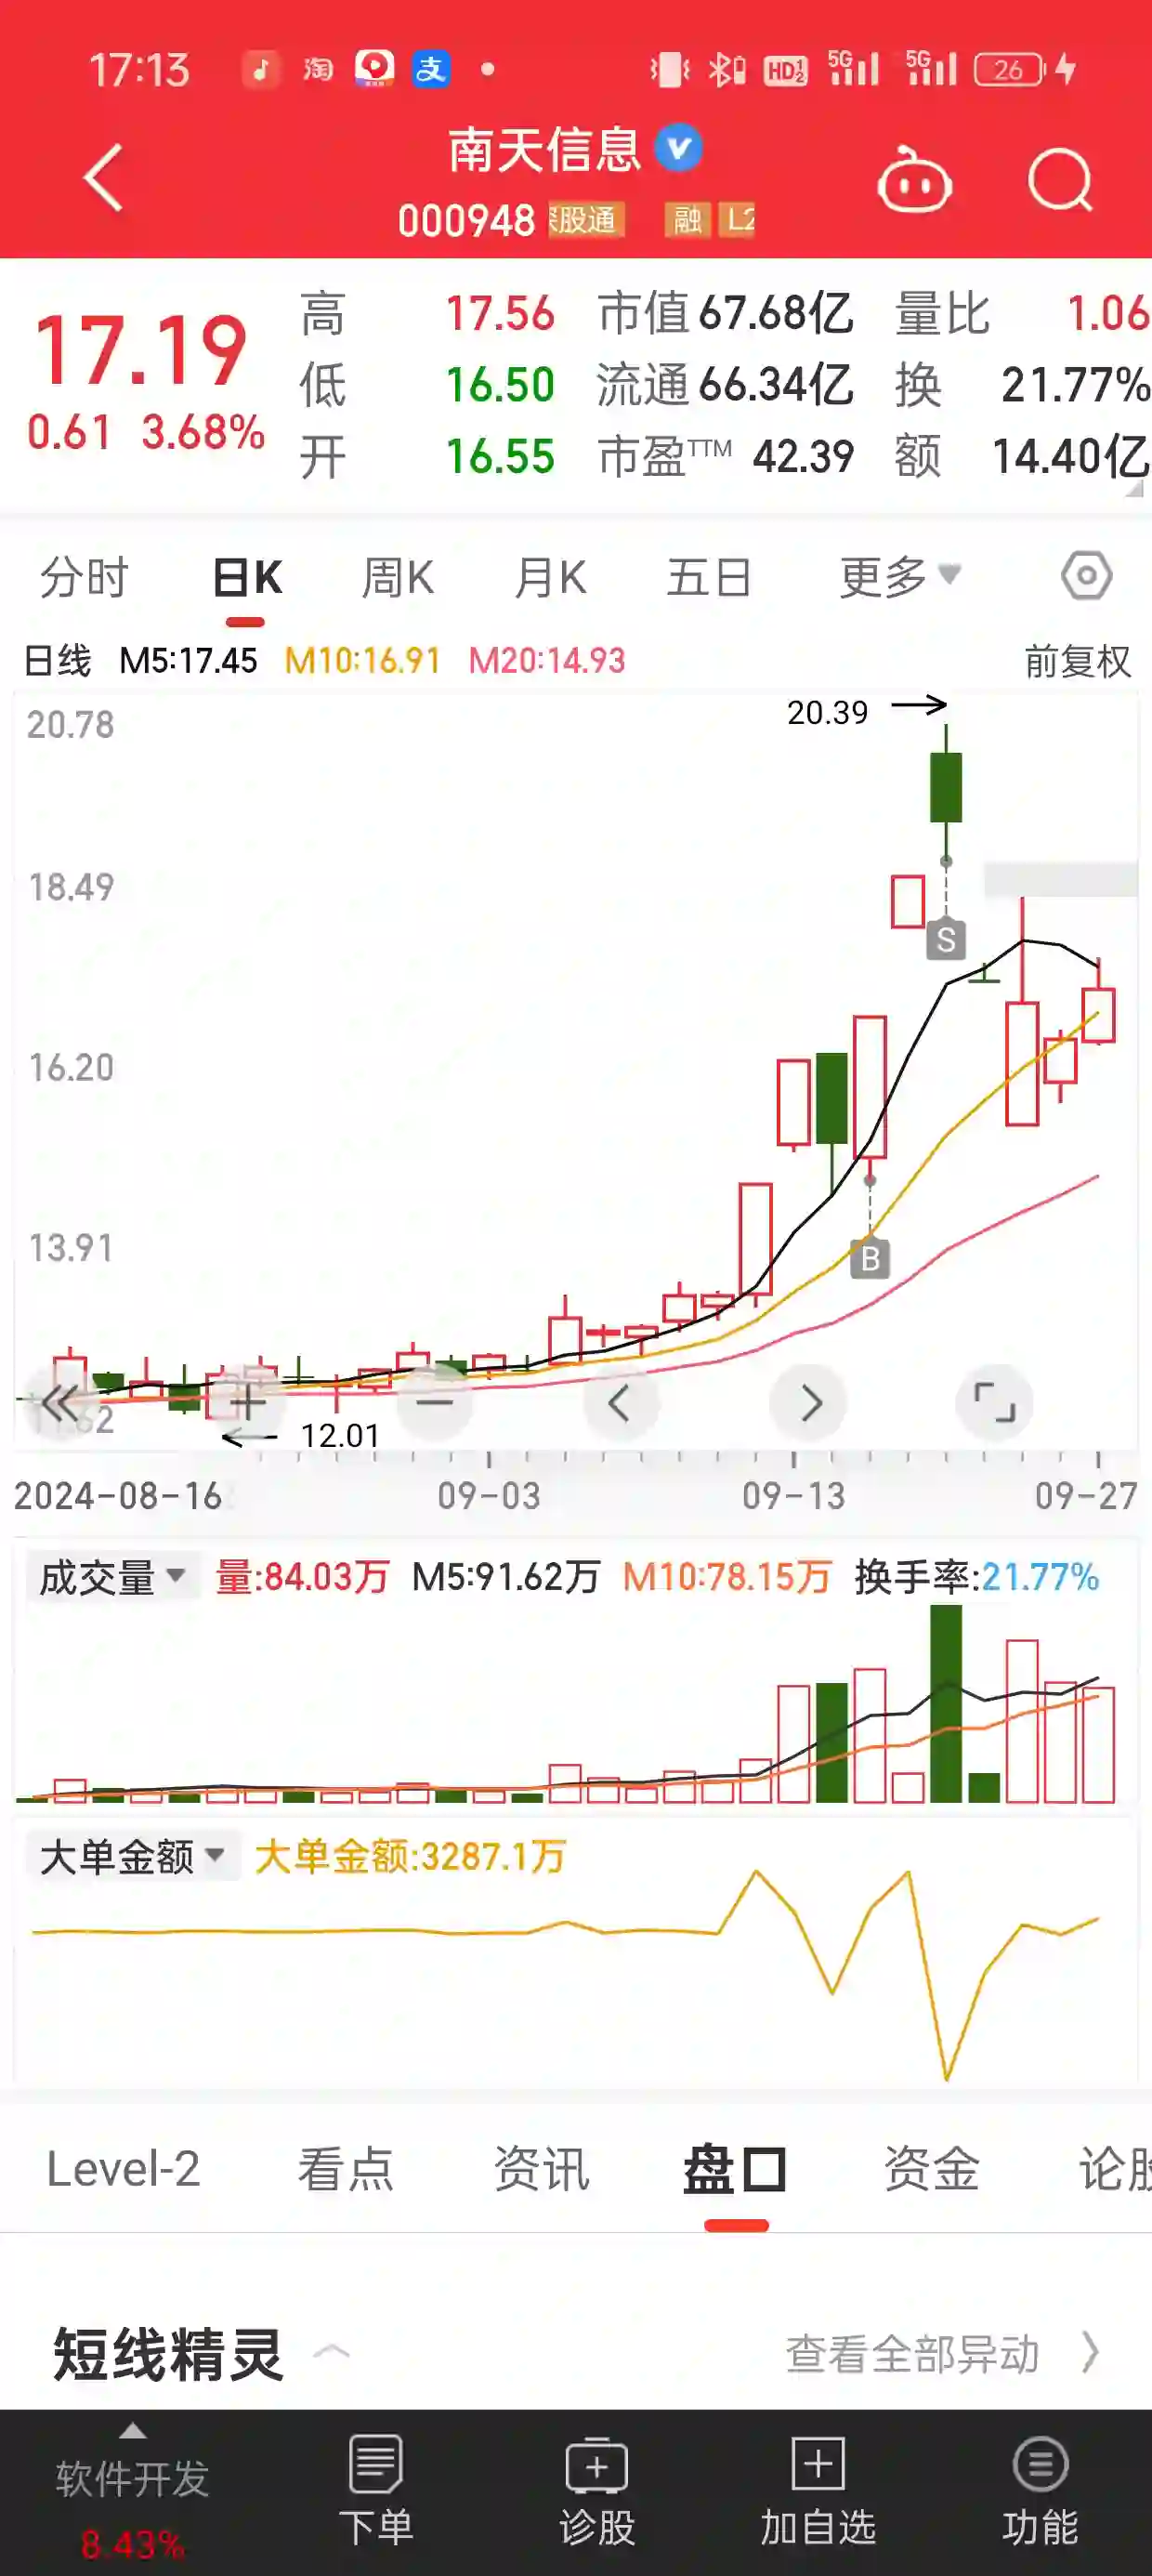 17:13 淘 支 HD 1 2 5G 5G 26
南天信息
000948 股通 融 L2
17.19
0.61 3.68%
高 17.56 市值 67.68亿 量比 1.06
低 16.50 流通 66.34亿 换 21.77%
开 16.55 市盈TTM 42.39 额 14.40亿
分时 日K 周K 月K 五日 更多
日线 M5:17.45 M10:16.91 M20:14.93 前复权
20.39
20.78
18.49
S
16.20
13.91
B
12.01
2024-08-16 09-03 09-13 09-27
成交量 量:84.03万 M5:91.62万 M10:78.15万 换手率:21.77%
大单金额 大单金额:3287.1万
Level-2 看点 资讯 盘口 资金 论股
短线精灵 查看全部异动
软件开发 下单 诊股 加自选 功能
8.43%